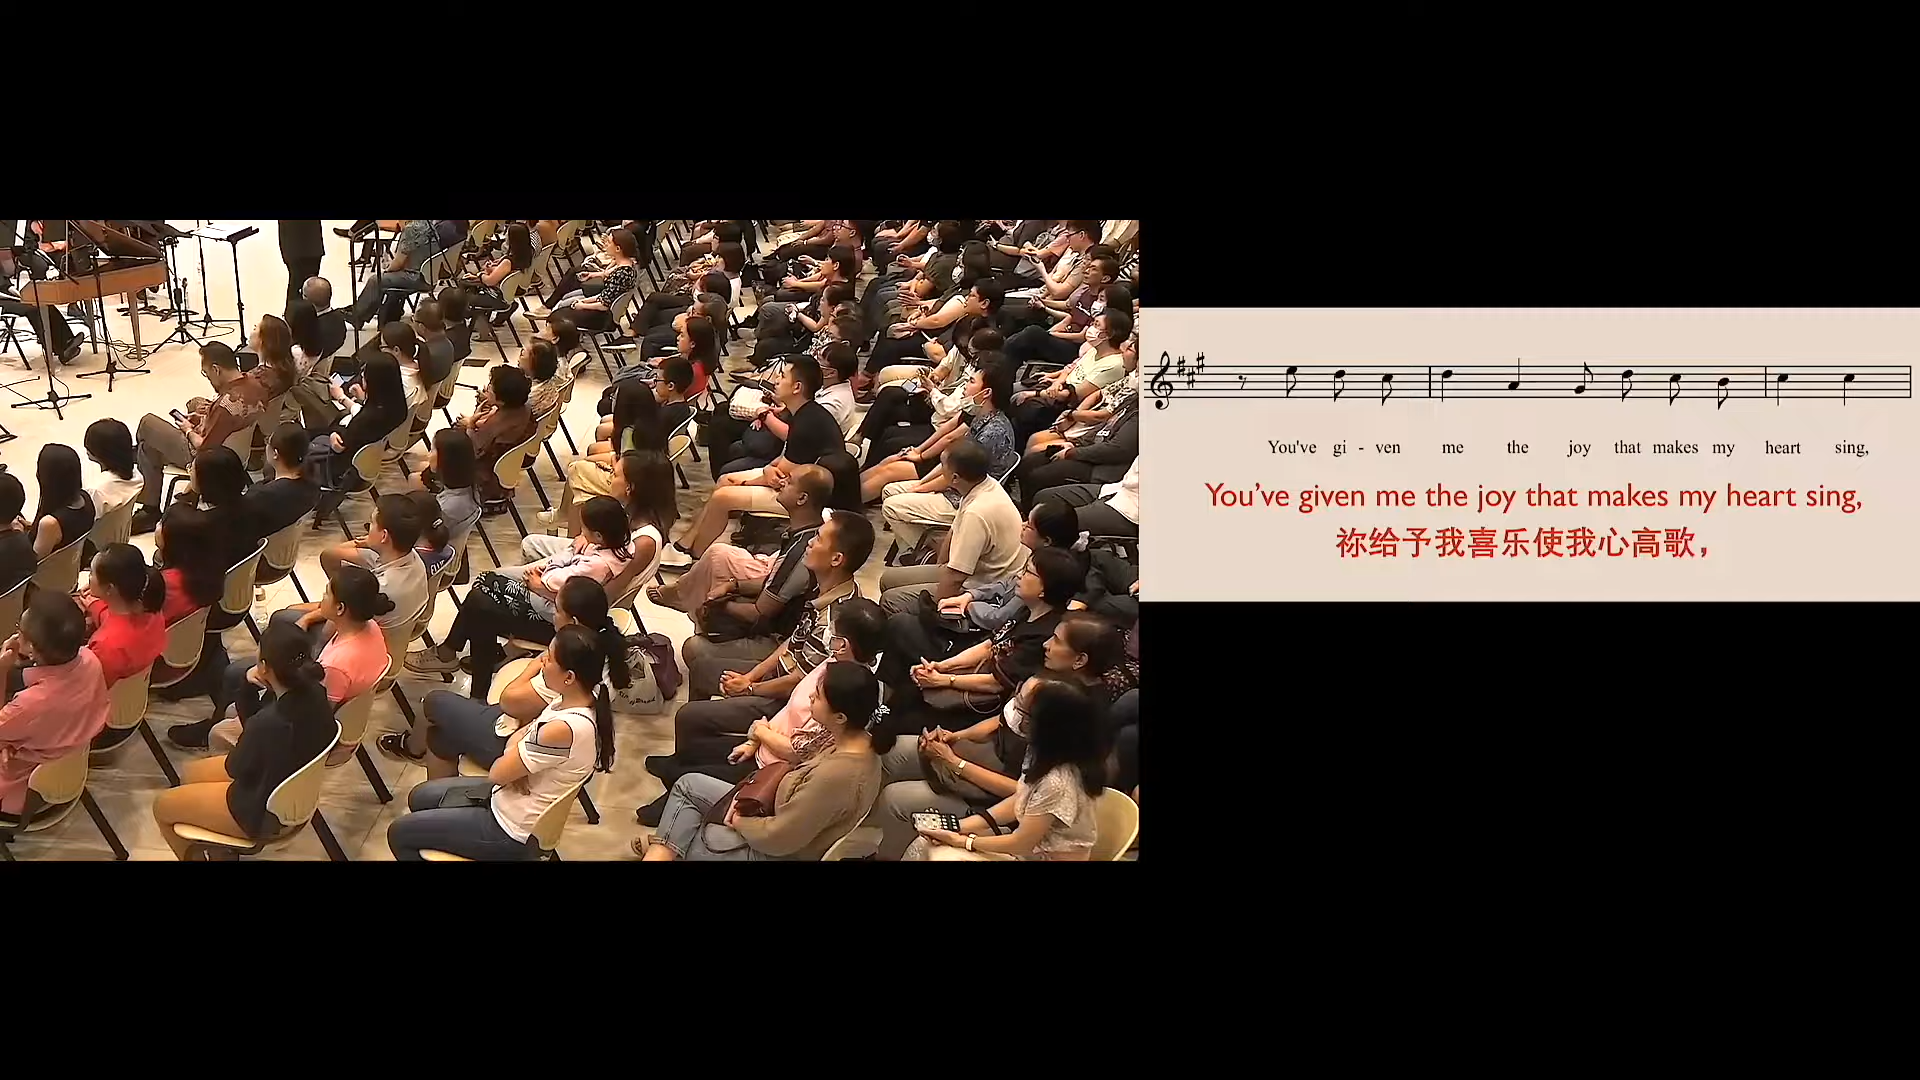 You've gi - ven me the joy that makes my heart sing,
You've given me the joy that makes my heart sing,
祢给予我喜乐使我心高歌，